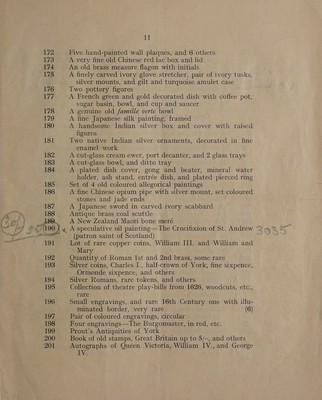 11
172 Five hand-painted wall plaques, and 6 others
173 A very fine old Chinese red lac box and lid
174 An old brass measure flagon with initials
175 A finely carved ivory glove stretcher, pair of ivory tusks,
silver mounts, and gilt and turquoise amulet case
176 Two pottery figures
177 A French green and gold decorated dish with coffee pot,
sugar basin, bowl, and cup and saucer
178 A genuine old famille verte bowl
179 A fine Japanese silk painting, framed
180 A handsome Indian silver box and cover with raised
figures
181 Two native Indian silver ornaments, decorated in fine
enamel work
182 A cut-glass cream ewer, port decanter, and 2 glass trays
183 A cut-glass bowl, and ditto tray
184 A plated dish cover, gong and beater, mineral water
holder, ash stand, entrée dish, and plated pierced ring
185 Set of 4 old coloured allegorical paintings
186 A fine Chinese opium pipe with silver mount, set coloured
stones and jade ends
187 A Japanese sword in carved ivory scabbard
188 Antique brass coal scuttle
189 A New Zealand Maori bone meré
190 A speculative oil painting—The Crucifixion of St. Andrew 3035
(patron saint of Scotland)
191 Lot of rare copper coins, William III. and William and
Mary
192 Quantity of Roman 1st and 2nd brass, some rare
193 Silver coins, Charles I., half-crown of York, fine sixpence,
Ormonde sixpence, and others
194 Silver Romans, rare tokens, and others
195 Collection of theatre play-bills from 1626, woodcuts, etc.,
rare
196 Small engravings, and rare 16th Century one with illu-
minated border, very rare (6)
197 Pair of coloured engravings, circular
198 Four engravings—The Burgomaster, in red, etc.
199 Prout's Antiquities of York
200 Book of old stamps, Great Britain up to 5/-, and others
201 Autographs of Queen Victoria, William IV., and George
IV.